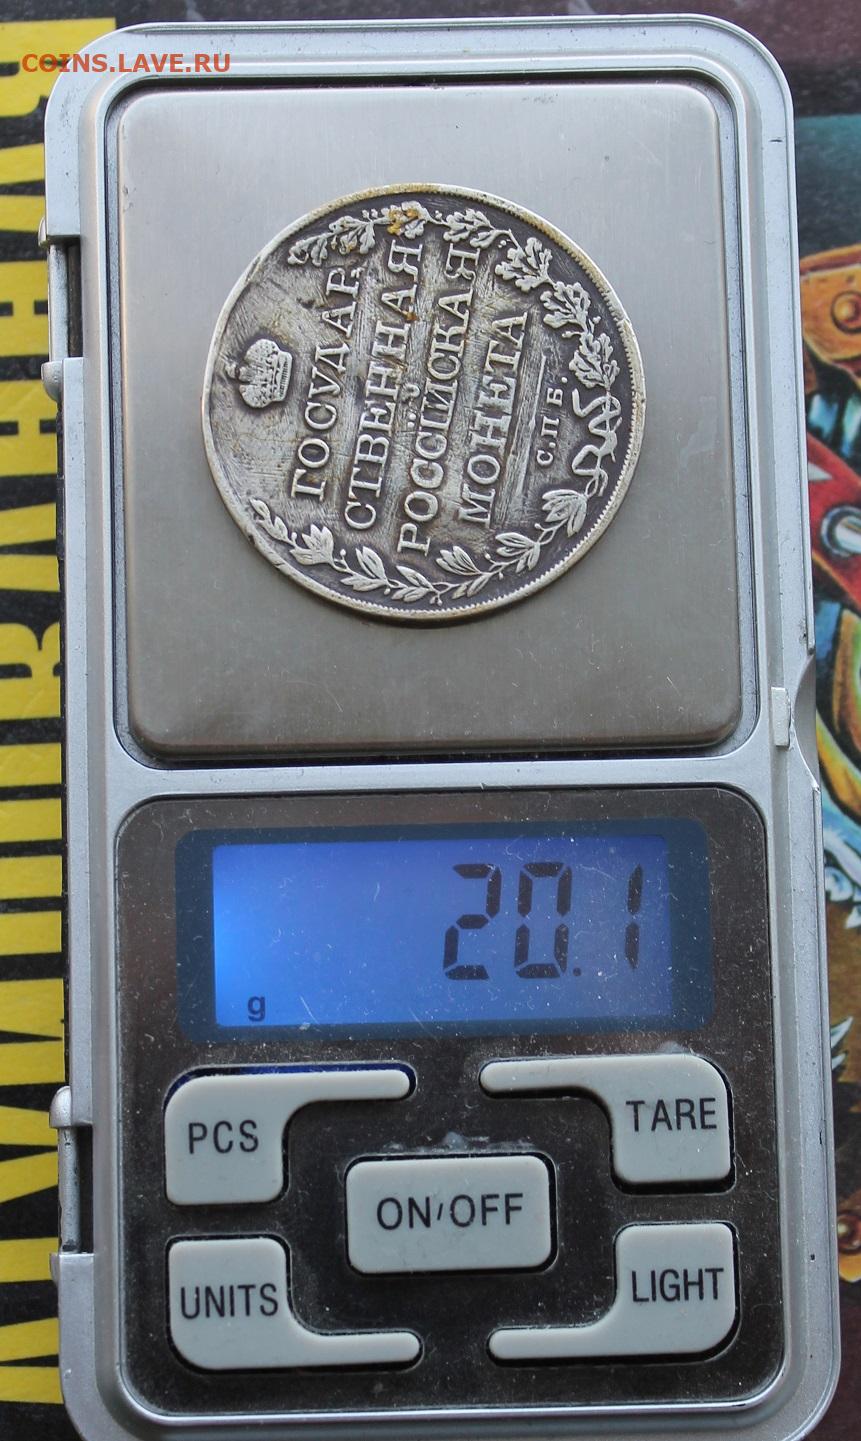 COINS.LAVE.RU
ГОСУДАР.
СТВЕННАЯ
РОССІЙСКАЯ
МОНЕТА
С.П.Б.
20.1
g
PCS
TARE
ON/OFF
UNITS
LIGHT